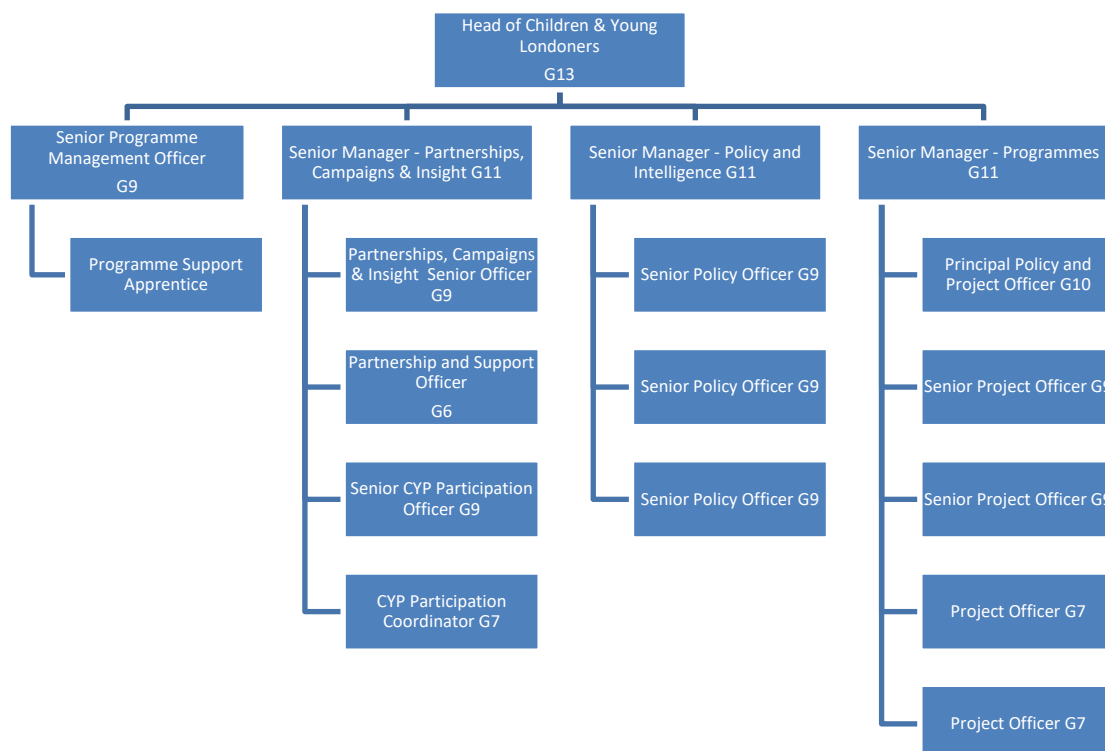 Head of Children & Young
Londoners
G13
Senior Programme
Management Officer
G9
Senior Manager - Partnerships,
Campaigns & Insight G11
Senior Manager - Policy and
Intelligence G11
Senior Manager - Programmes
G11
Programme Support
Apprentice
Partnerships, Campaigns
& Insight  Senior Officer
G9
Partnership and Support
Officer
G6
Senior CYP Participation
Officer G9
CYP Participation
Coordinator G7
Senior Policy Officer G9
Senior Policy Officer G9
Senior Policy Officer G9
Principal Policy and
Project Officer G10
Senior Project Officer G9
Senior Project Officer G9
Project Officer G7
Project Officer G7